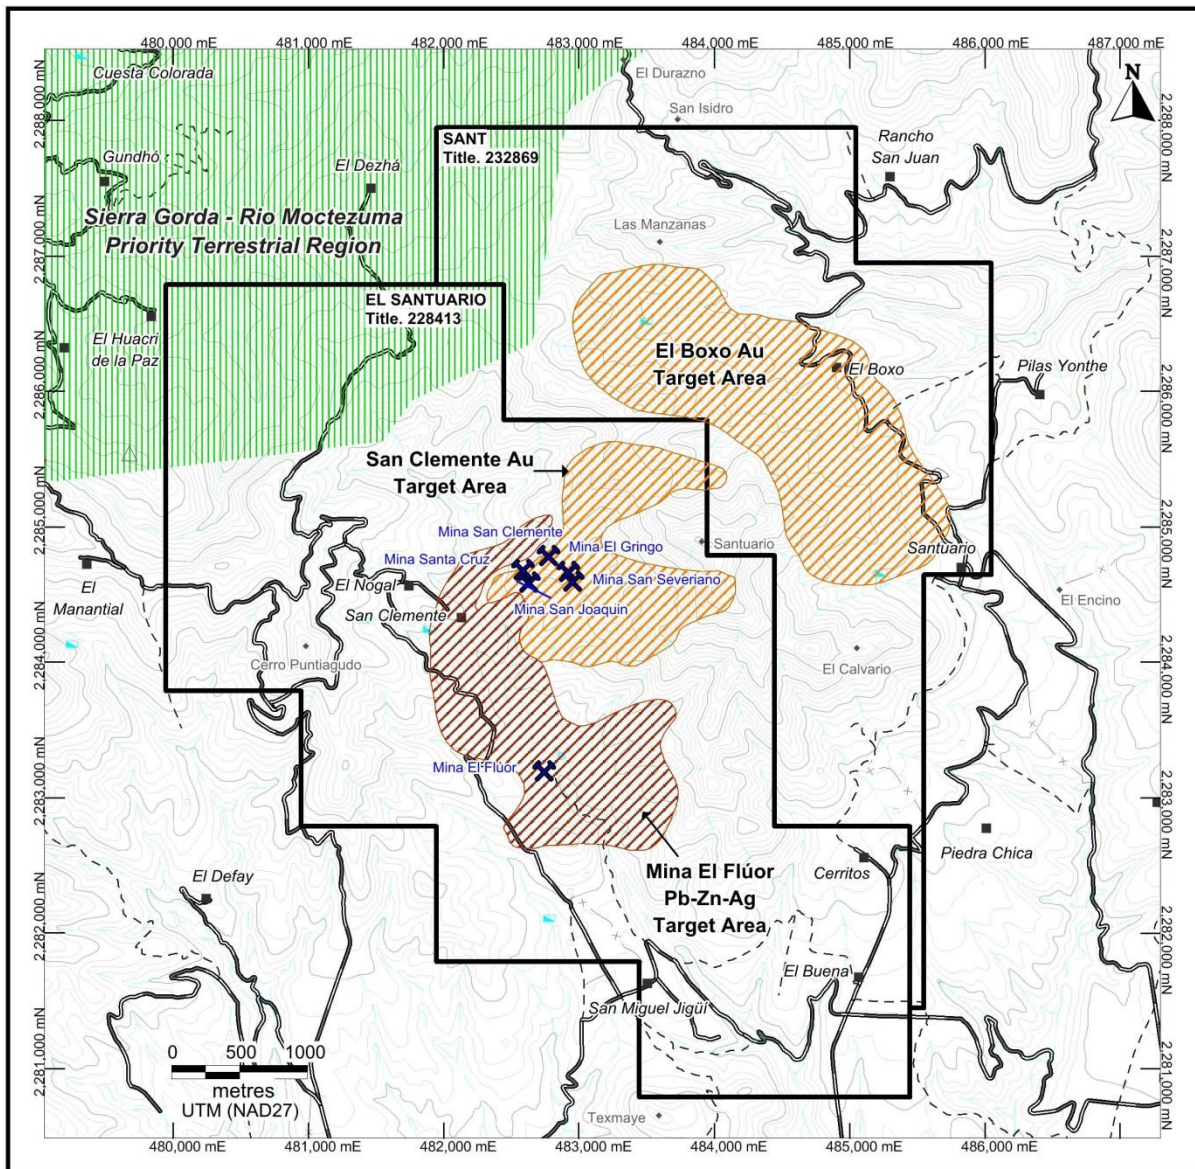 480,000 mE
481,000 mE
482,000 mE
483,000 mE
484,000 mE
485,000 mE
486,000 mE
487,000 mE
Cuesta Colorada
El Durazno
N
San Isidro
2,288,000 mN
2,288,000 mN
SANT
Title. 232869
Rancho
San Juan
Gundhó
El Dezhá
Sierra Gorda - Rio Moctezuma
Priority Terrestrial Region
Las Manzanas
2,287,000 mN
2,287,000 mN
EL SANTUARIO
Title. 228413
El Huacri
de la Paz
El Boxo Au
Target Area
El Boxo
Pilas Yonthe
2,286,000 mN
2,286,000 mN
San Clemente Au
Target Area
2,285,000 mN
2,285,000 mN
Mina San Clemente
Mina El Gringo
Santuario
Santuario
Mina Santa Cruz
El Nogal
Mina San Severiano
El
Manantial
San Clemente
Mina San Joaquin
El Encino
2,284,000 mN
2,284,000 mN
Cerro Puntiagudo
El Calvario
Mina El Flúor
2,283,000 mN
2,283,000 mN
El Defay
Mina El Flúor
Pb-Zn-Ag
Target Area
Cerritos
Piedra Chica
2,282,000 mN
2,282,000 mN
El Buena
San Miguel Jigüí
2,281,000 mN
2,281,000 mN
0 500 1000
metres
UTM (NAD27)
Texmaye
480,000 mE
481,000 mE
482,000 mE
483,000 mE
484,000 mE
485,000 mE
486,000 mE
487,000 mE